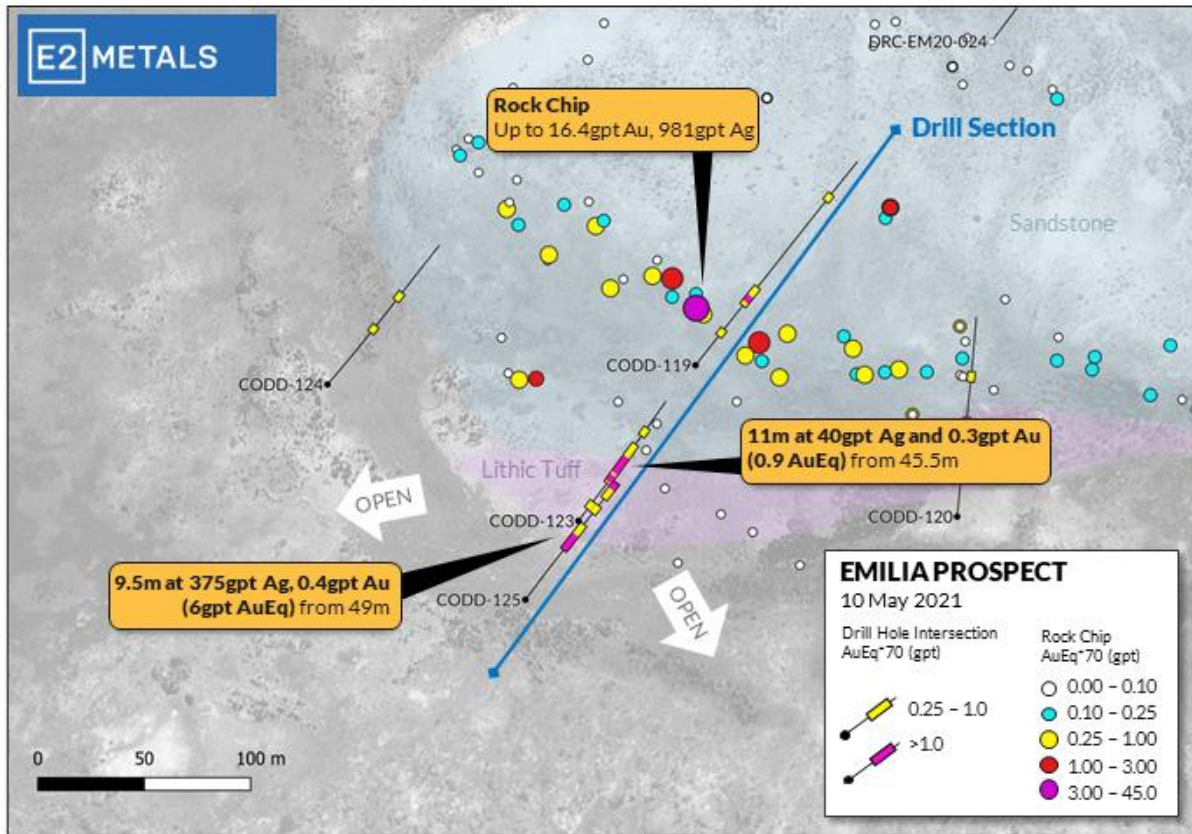 E2 METALS
DRC-EM20-024
Rock Chip
Up to 16.4gpt Au, 981gpt Ag
Drill Section
Sandstone
CODD-124
CODD-119
11m at 40gpt Ag and 0.3gpt Au
(0.9 AuEq) from 45.5m
Lithic Tuff
OPEN
CODD-123
CODD-120
9.5m at 375gpt Ag, 0.4gpt Au
(6gpt AuEq) from 49m
CODD-125
OPEN
EMILIA PROSPECT
10 May 2021
Drill Hole Intersection
AuEq*70 (gpt)
0.25 – 1.0
>1.0
Rock Chip
AuEq*70 (gpt)
0.00 – 0.10
0.10 – 0.25
0.25 – 1.00
1.00 – 3.00
3.00 – 45.0
0 50 100 m